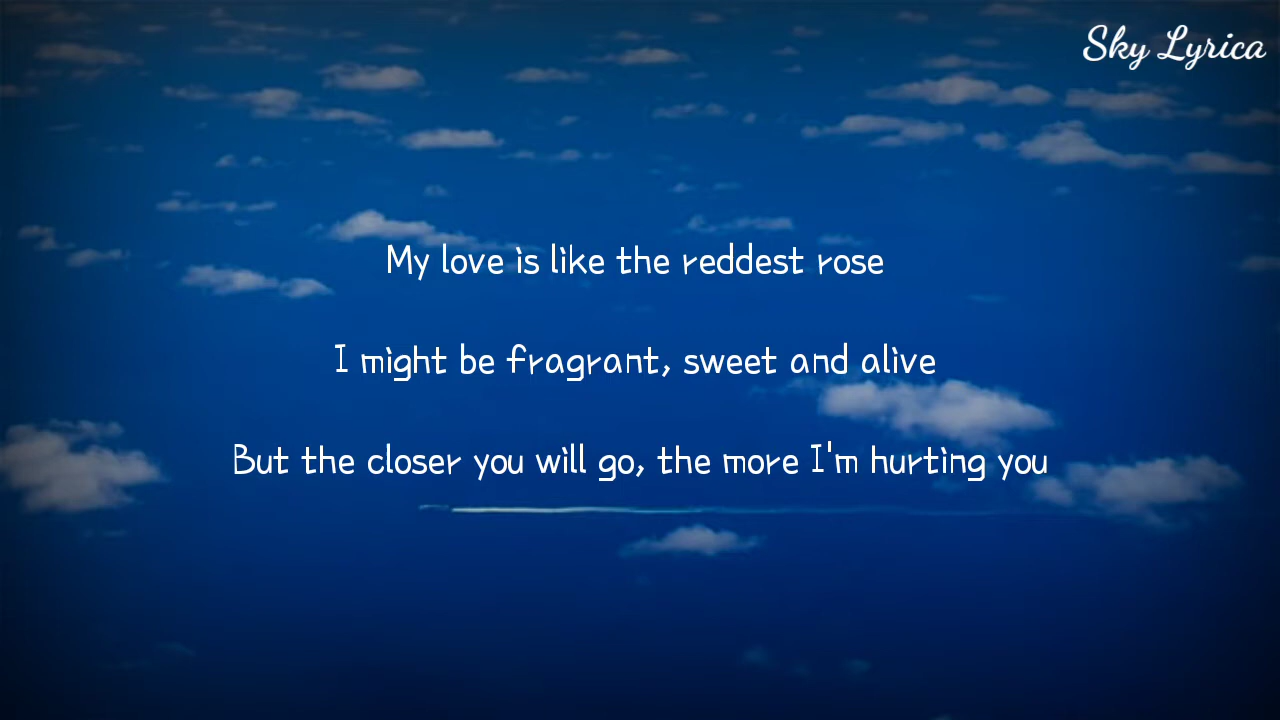 Sky Lyrica
My love is like the reddest rose
I might be fragrant, sweet and alive
But the closer you will go, the more I'm hurting you